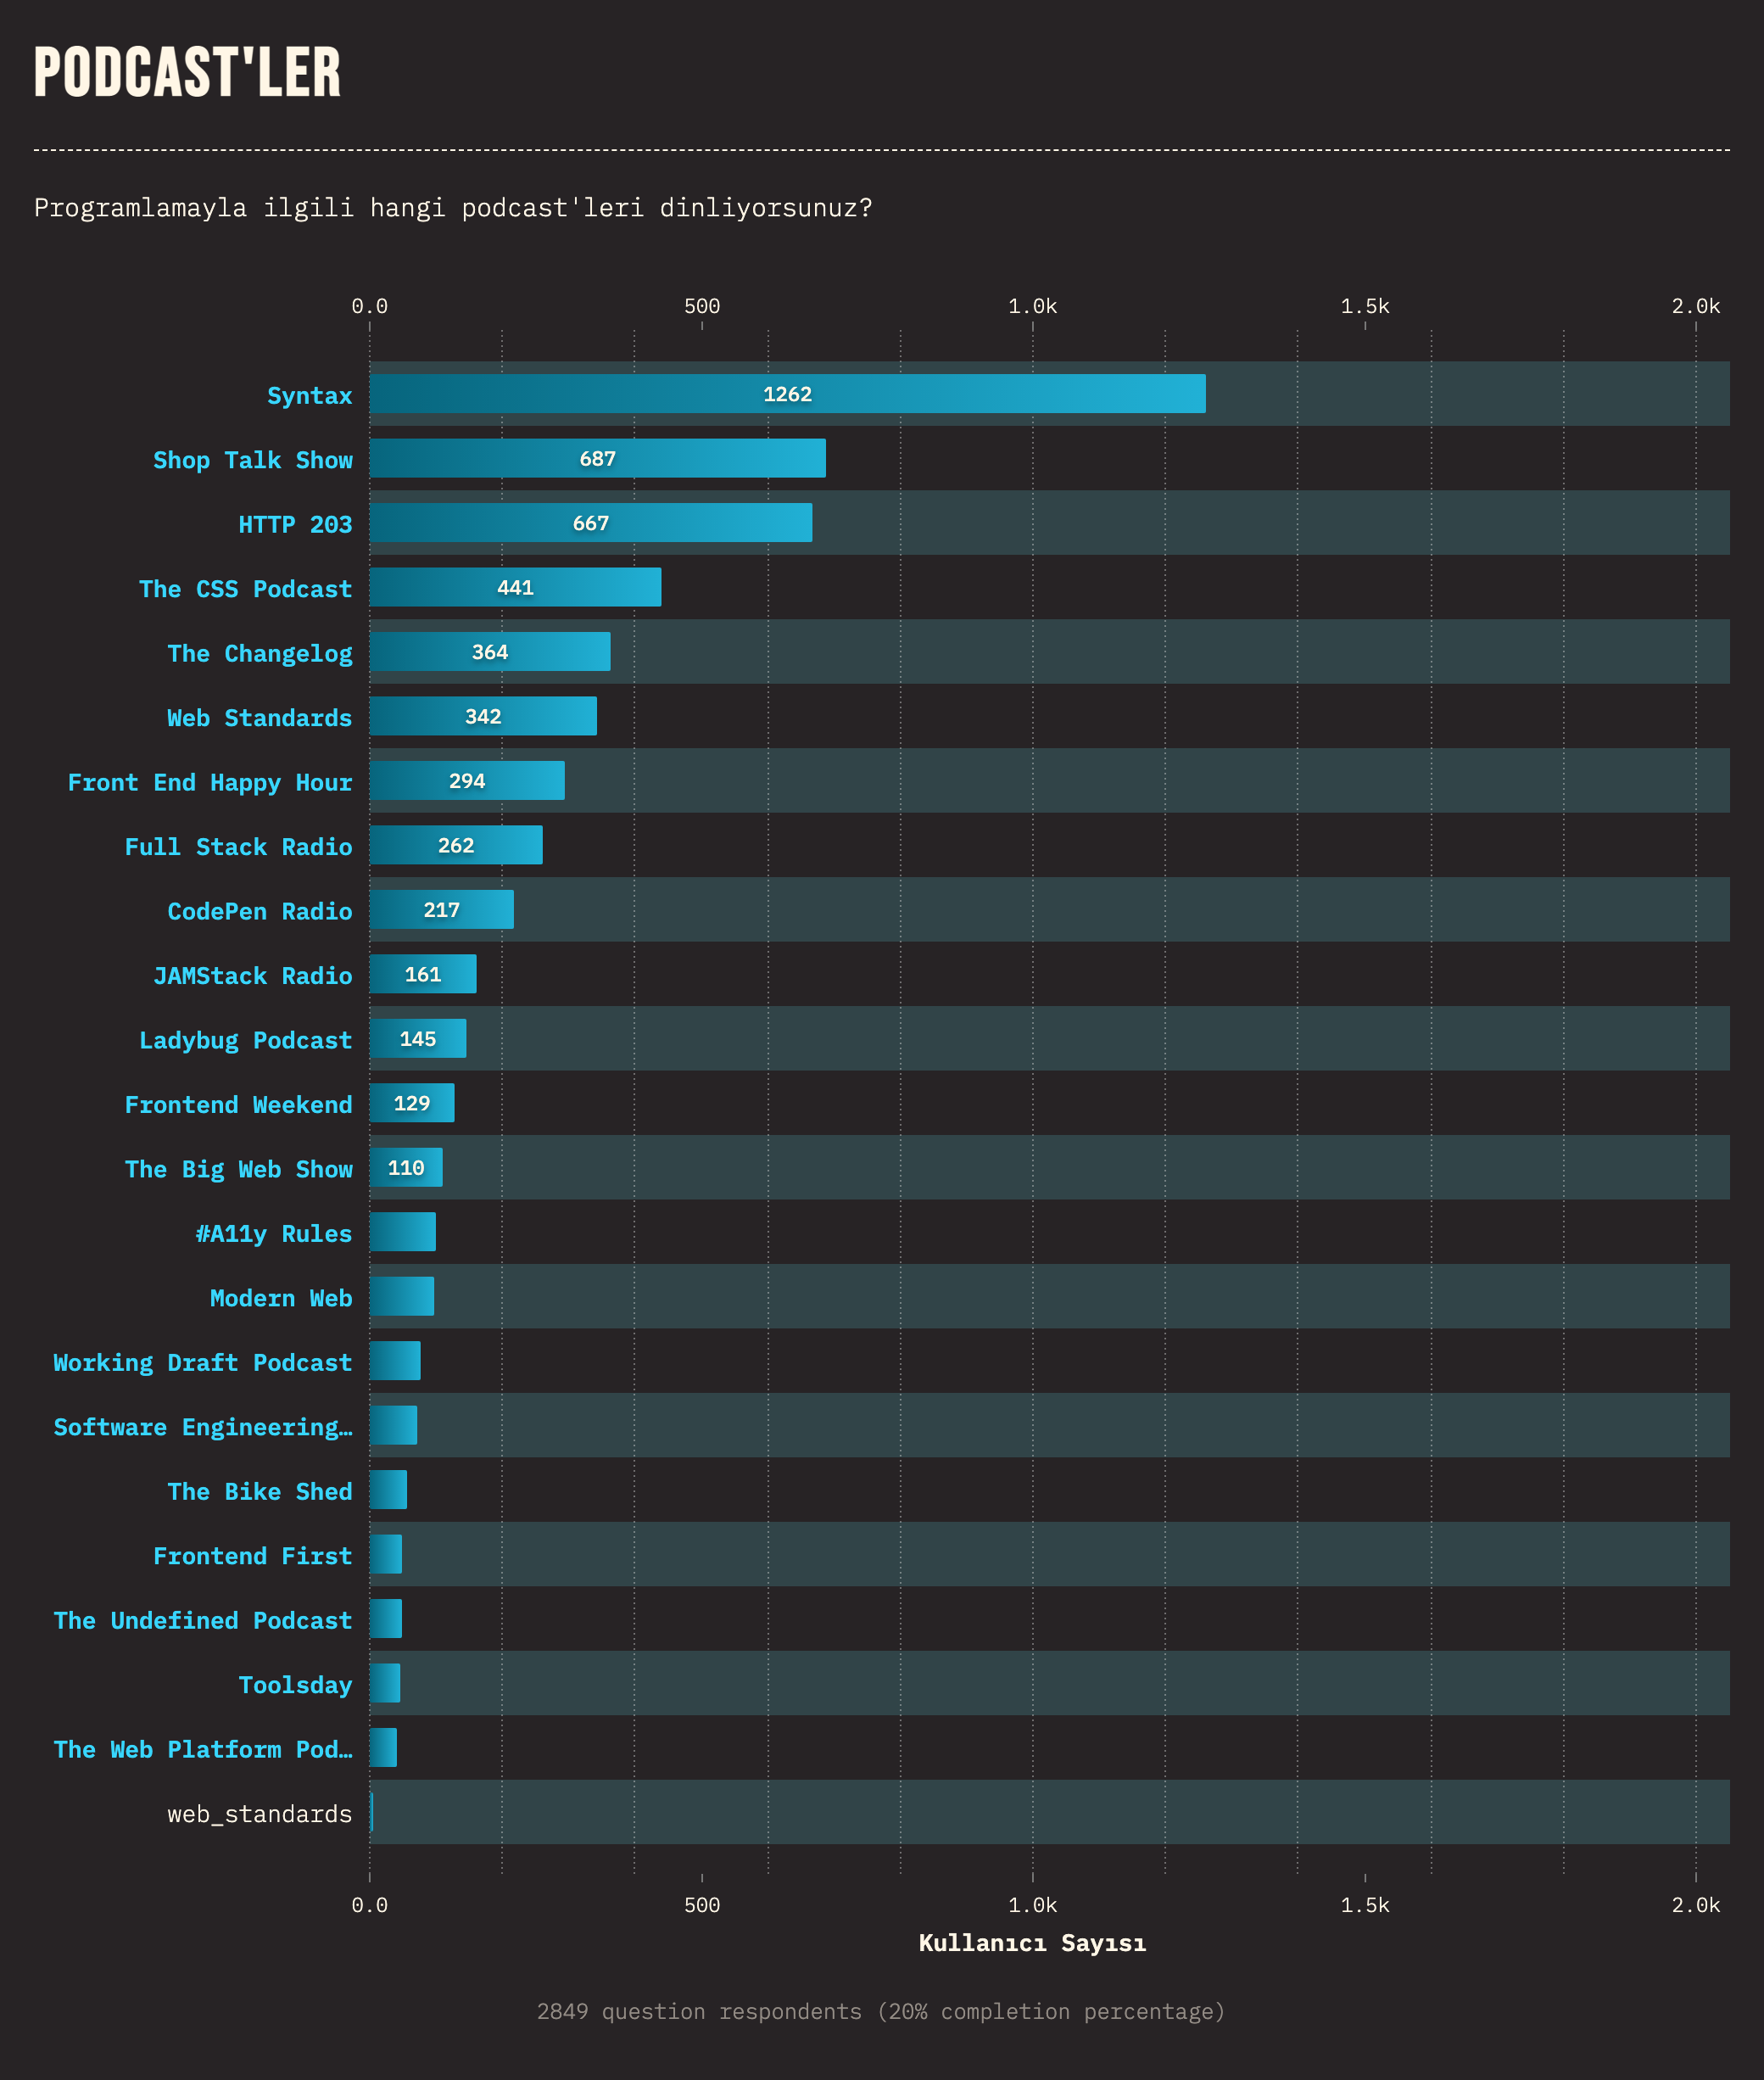 PODCAST'LER
Programlamayla ilgili hangi podcast'leri dinliyorsunuz?
0.0 500 1.0k 1.5k 2.0k
Syntax 1262
Shop Talk Show 687
HTTP 203 667
The CSS Podcast 441
The Changelog 364
Web Standards 342
Front End Happy Hour 294
Full Stack Radio 262
CodePen Radio 217
JAMStack Radio 161
Ladybug Podcast 145
Frontend Weekend 129
The Big Web Show 110
#A11y Rules
Modern Web
Working Draft Podcast
Software Engineering…
The Bike Shed
Frontend First
The Undefined Podcast
Toolsday
The Web Platform Pod…
web_standards
0.0 500 1.0k 1.5k 2.0k
Kullanıcı Sayısı
2849 question respondents (20% completion percentage)